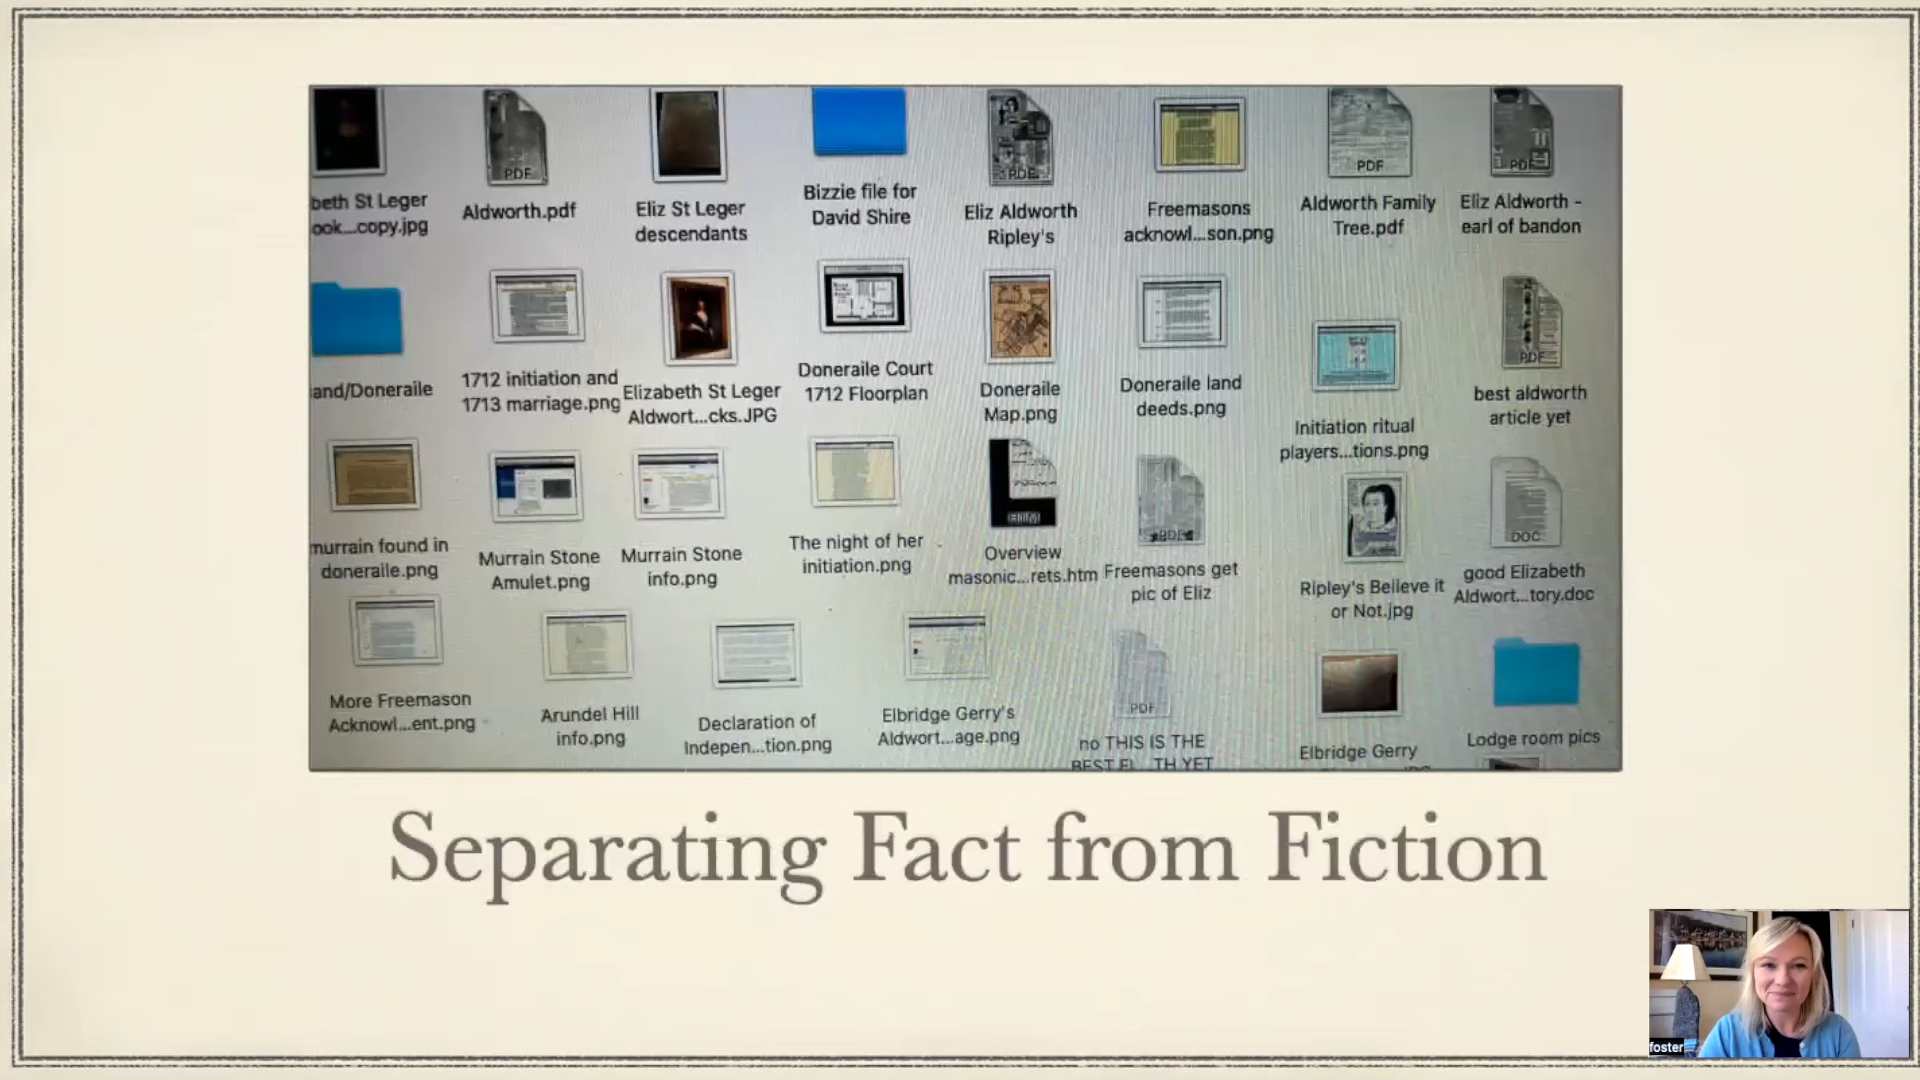 beth St Leger
ook...copy.jpg
PDF
Aldworth.pdf
Eliz St Leger
descendants
Bizzie file for
David Shire
PDF
Eliz Aldworth
Ripley's
Freemasons
acknowl...son.png
PDF
Aldworth Family
Tree.pdf
PDF
Eliz Aldworth -
earl of bandon
and/Doneraile
1712 initiation and
1713 marriage.png
Elizabeth St Leger
Aldwort...cks.JPG
Doneraile Court
1712 Floorplan
Doneraile
Map.png
Doneraile land
deeds.png
Initiation ritual
players...tions.png
PDF
best aldworth
article yet
murrain found in
doneraile.png
Murrain Stone
Amulet.png
Murrain Stone
info.png
The night of her
initiation.png
Overview
masonic...rets.htm
PDF
Freemasons get
pic of Eliz
Ripley's Believe it
or Not.jpg
DOC
good Elizabeth
Aldwort...tory.doc
More Freemason
Acknowl...ent.png
Arundel Hill
info.png
Declaration of
Indepen...tion.png
Elbridge Gerry's
Aldwort...age.png
PDF
no THIS IS THE
BEST EL...TH YET
Elbridge Gerry
Lodge room pics
Separating Fact from Fiction
foster